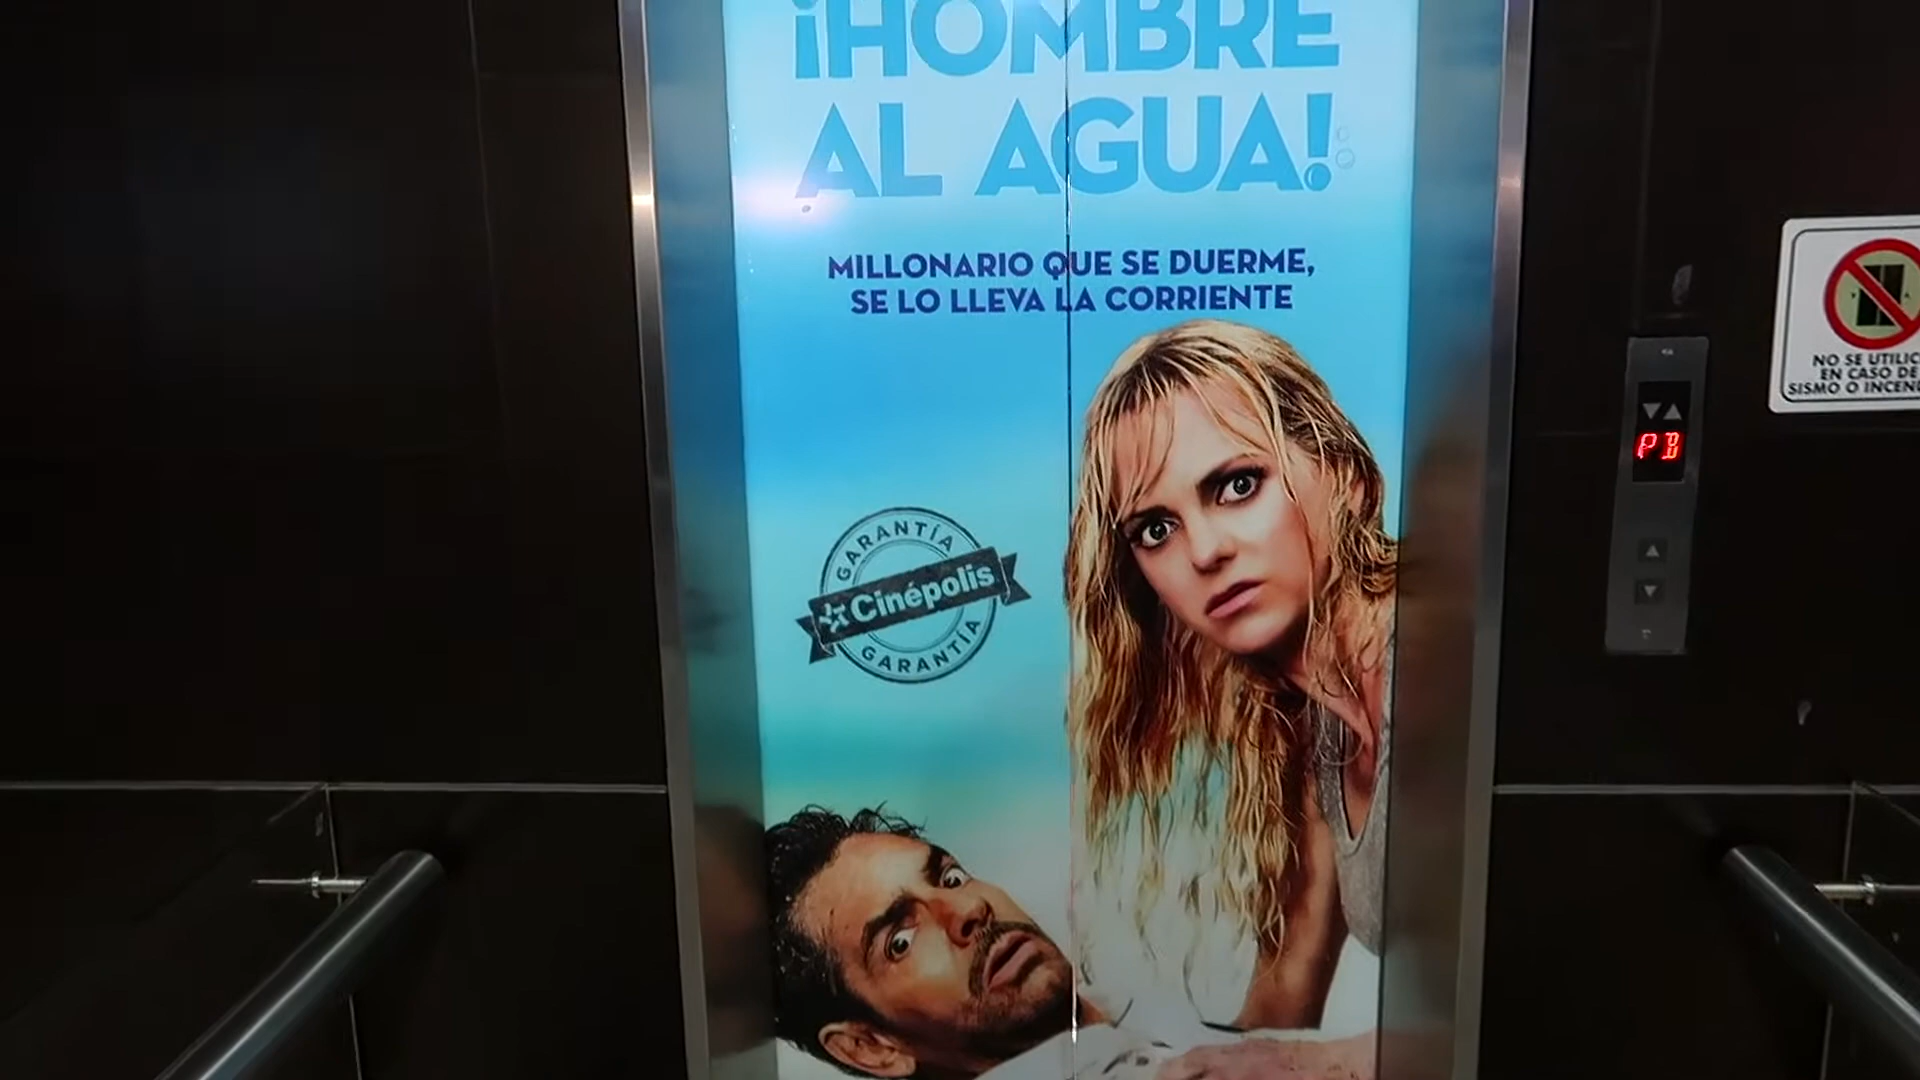 ¡HOMBRE
AL AGUA!
MILLONARIO QUE SE DUERME,
SE LO LLEVA LA CORRIENTE
GARANTÍA
Cinépolis
GARANTÍA
PB
NO SE UTILIC
EN CASO DE
SISMO O INCEN